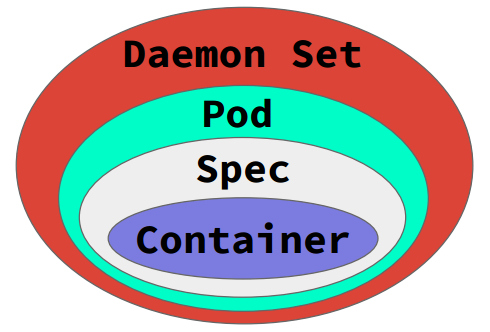 Daemon Set
Pod
Spec
Container